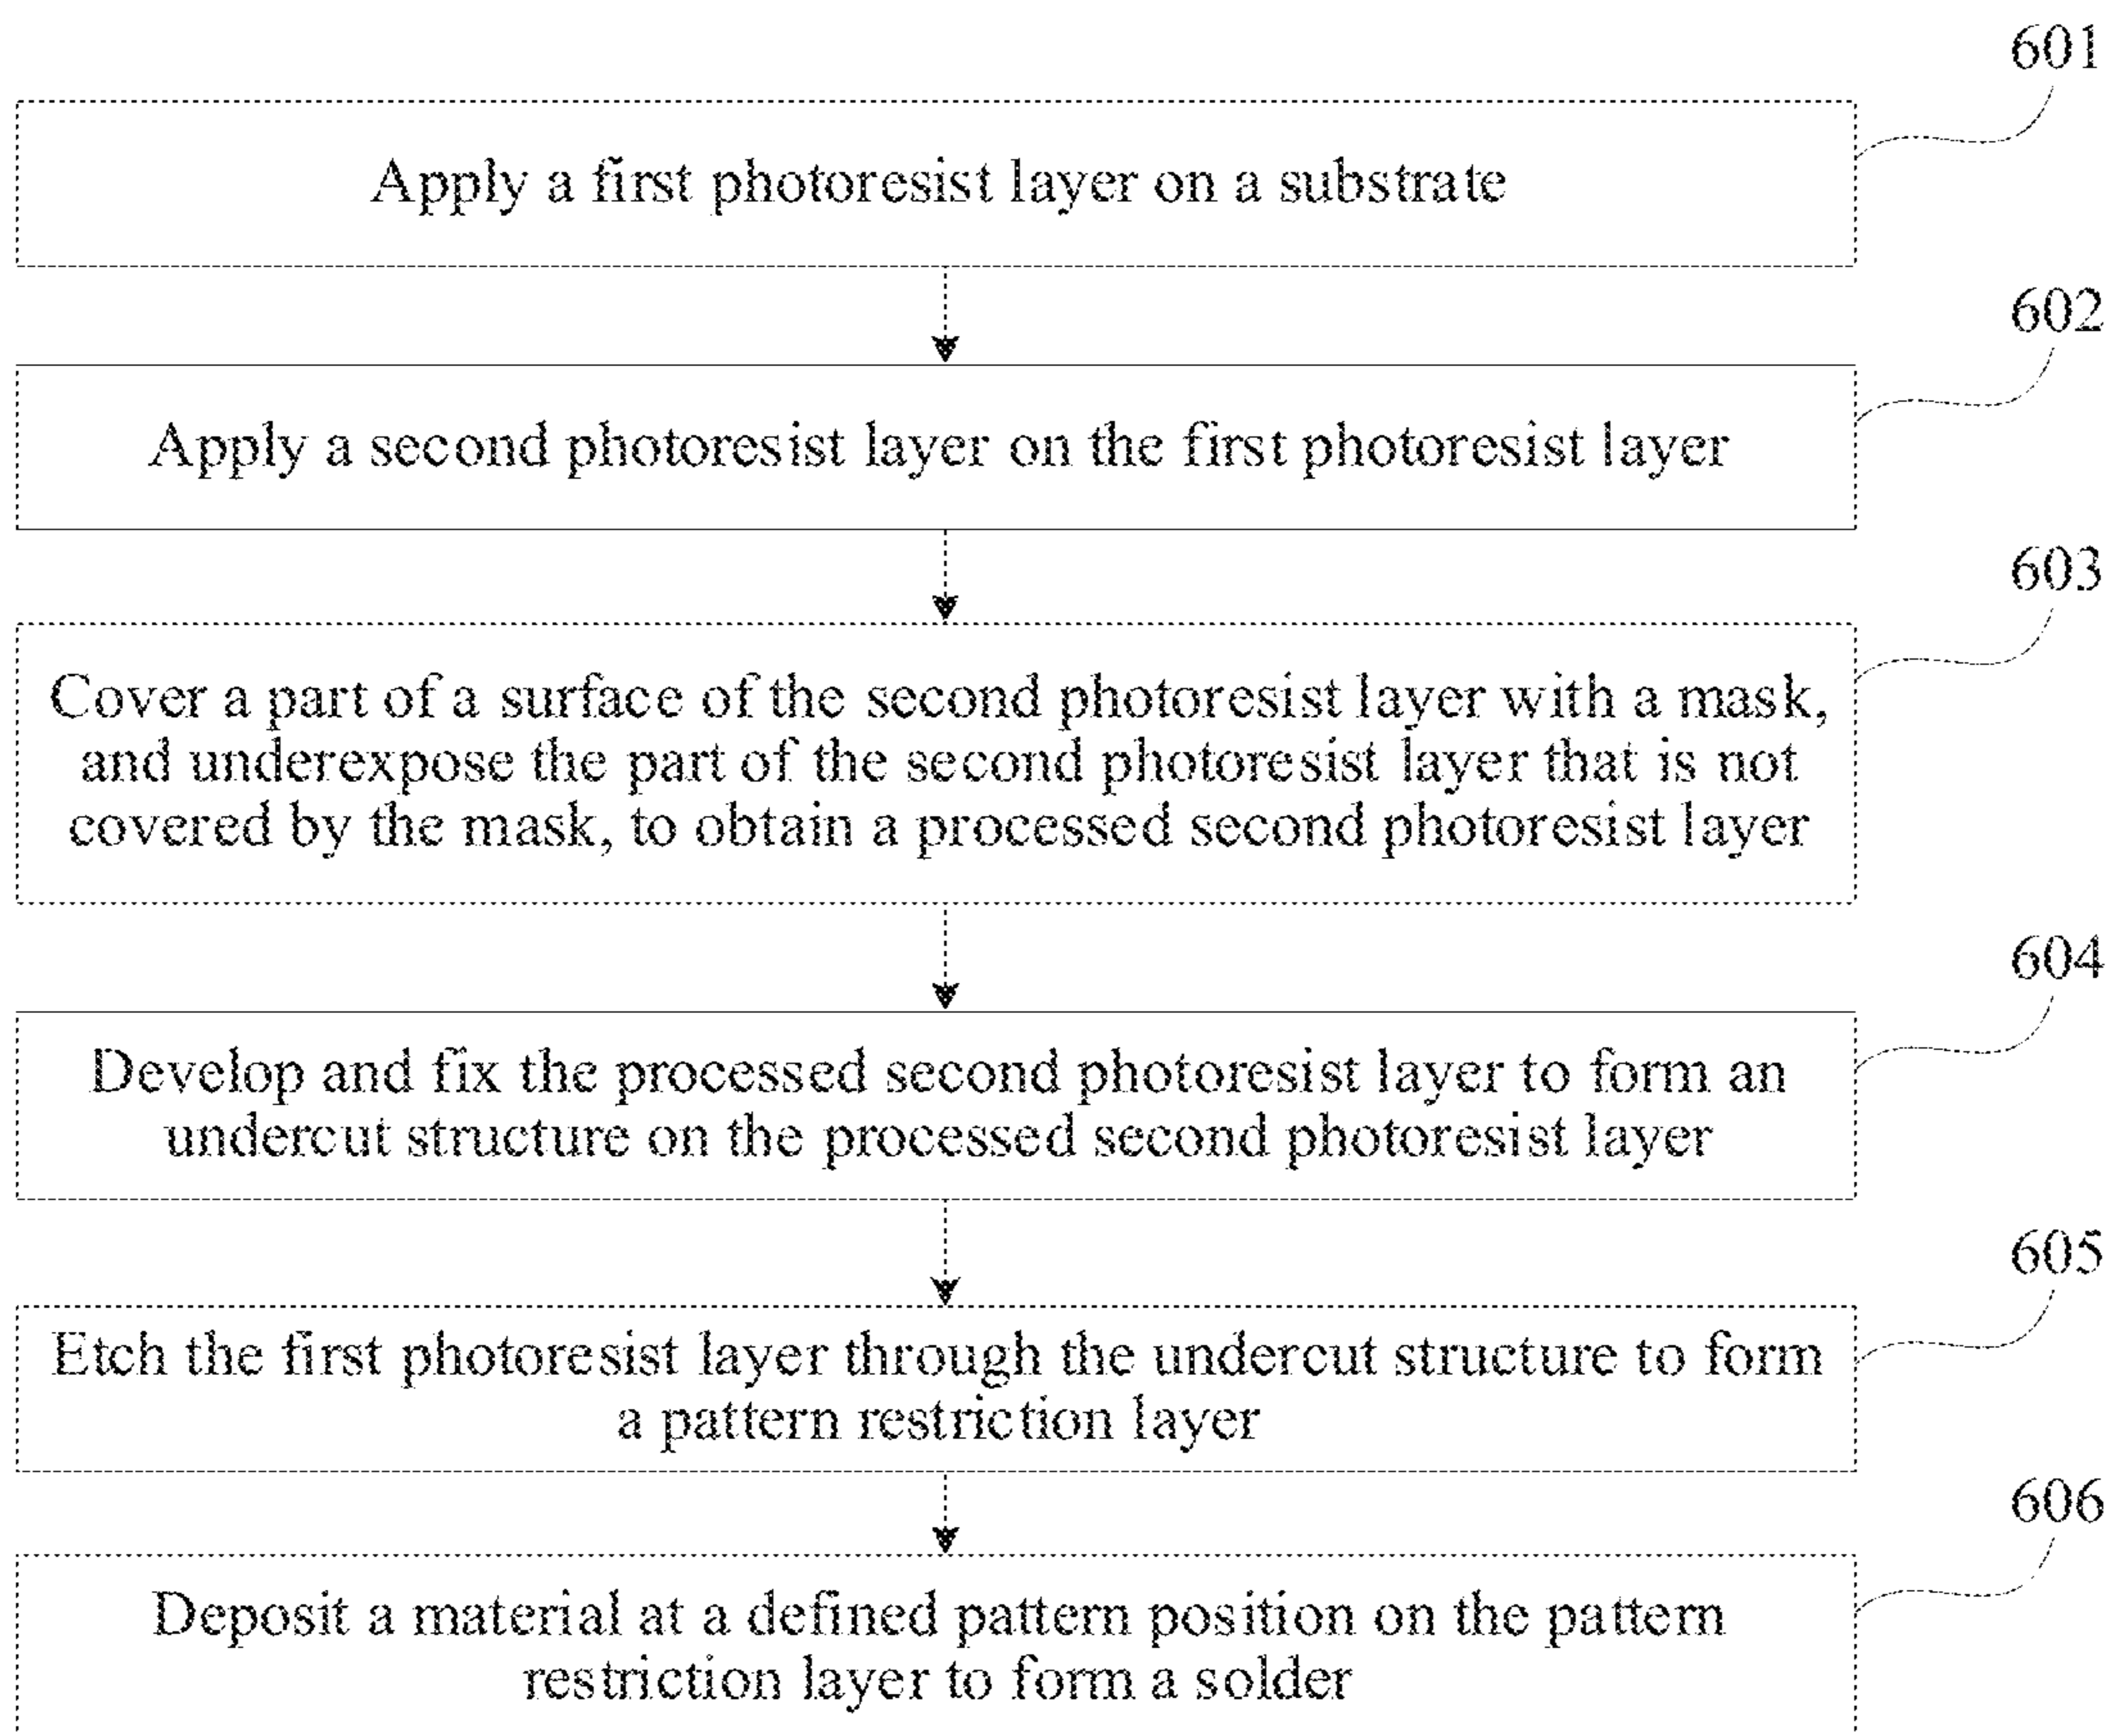 601
Apply a first photoresist layer on a substrate
602
Apply a second photoresist layer on the first photoresist layer
603
Cover a part of a surface of the second photoresist layer with a mask,
and underexpose the part of the second photoresist layer that is not
covered by the mask, to obtain a processed second photoresist layer
604
Develop and fix the processed second photoresist layer to form an
undercut structure on the processed second photoresist layer
605
Etch the first photoresist layer through the undercut structure to form
a pattern restriction layer
606
Deposit a material at a defined pattern position on the pattern
restriction layer to form a solder